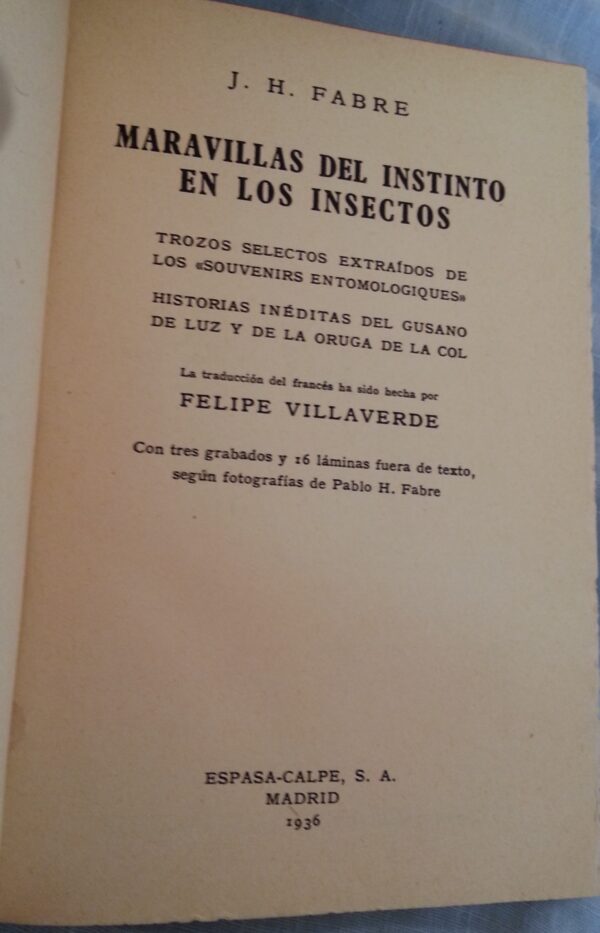 J. H. FABRE
MARAVILLAS DEL INSTINTO
EN LOS INSECTOS
TROZOS SELECTOS EXTRAÍDOS DE
LOS «SOUVENIRS ENTOMOLOGIQUES»
HISTORIAS INÉDITAS DEL GUSANO
DE LUZ Y DE LA ORUGA DE LA COL
La traducción del francés ha sido hecha por
FELIPE VILLAVERDE
Con tres grabados y 16 láminas fuera de texto,
según fotografías de Pablo H. Fabre
ESPASA-CALPE, S. A.
MADRID
1936